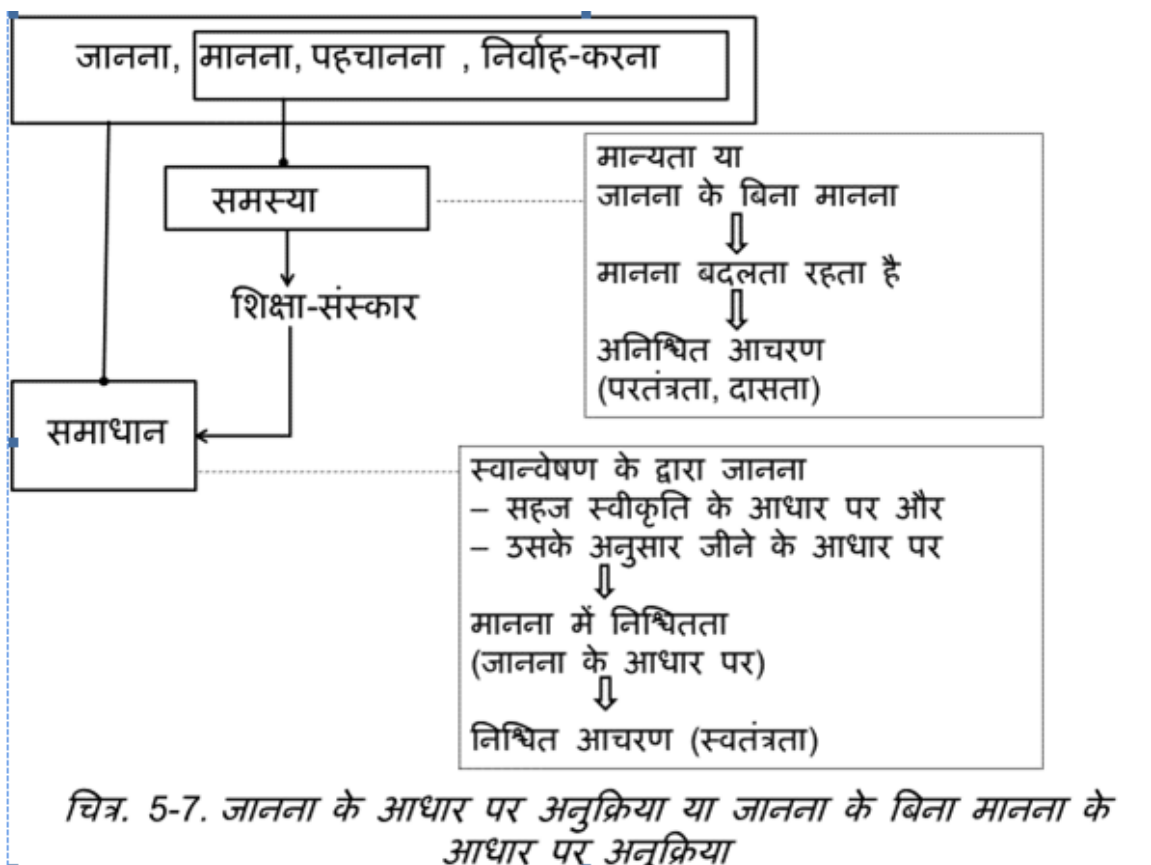 जानना, मानना, पहचानना , निर्वाह-करना
समस्या
शिक्षा-संस्कार
समाधान
मान्यता या
जानना के बिना मानना
मानना बदलता रहता है
अनिश्चित आचरण
(परतंत्रता, दासता)
स्वान्वेषण के द्वारा जानना
– सहज स्वीकृति के आधार पर और
– उसके अनुसार जीने के आधार पर
मानना में निश्चितता
(जानना के आधार पर)
निश्चित आचरण (स्वतंत्रता)
चित्र. 5-7. जानना के आधार पर अनुक्रिया या जानना के बिना मानना के
आधार पर अनुक्रिया